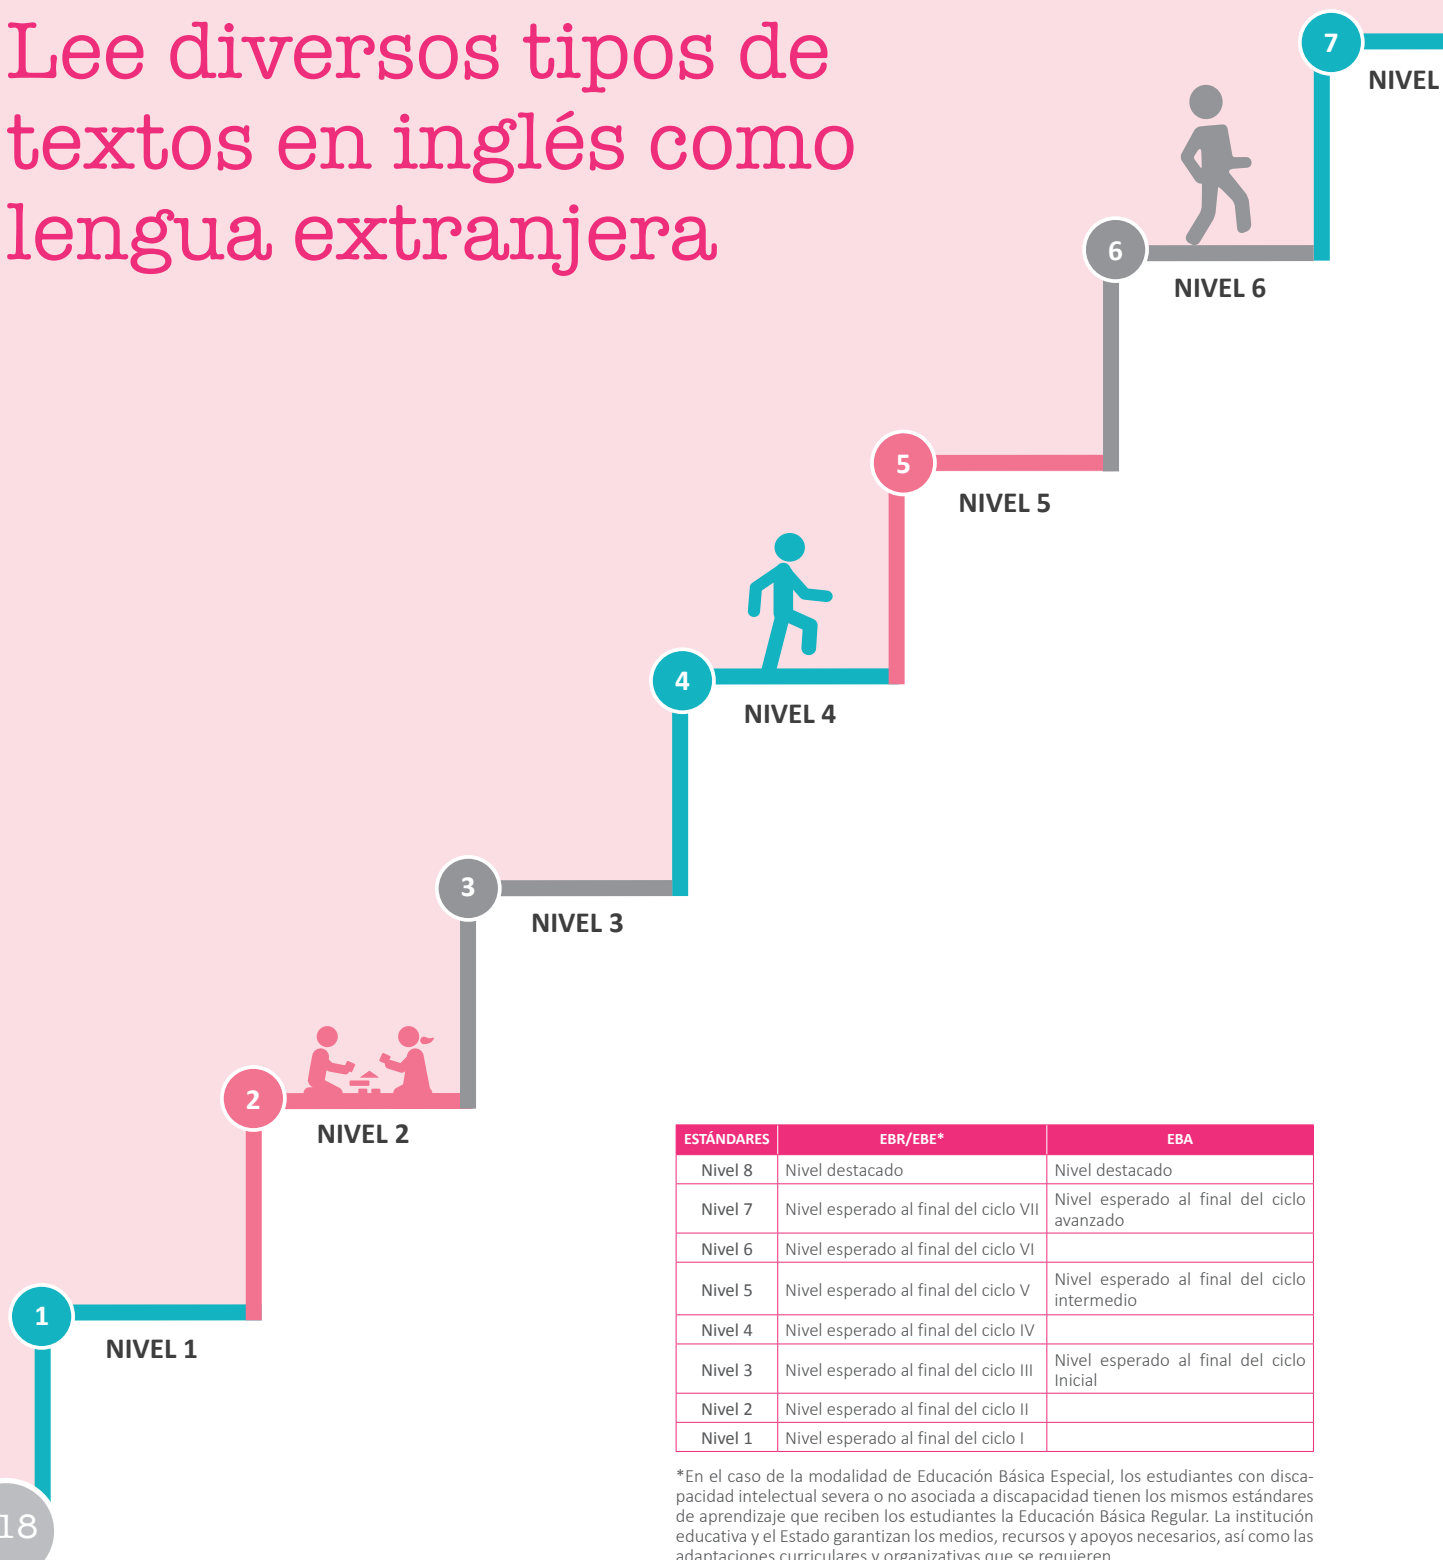 Lee diversos tipos de
textos en inglés como
lengua extranjera
7
NIVEL
6
NIVEL 6
5
NIVEL 5
4
NIVEL 4
3
NIVEL 3
2
NIVEL 2
1
NIVEL 1
ESTÁNDARES EBR/EBE* EBA
Nivel 8 Nivel destacado Nivel destacado
Nivel 7 Nivel esperado al final del ciclo VII Nivel esperado al final del ciclo
avanzado
Nivel 6 Nivel esperado al final del ciclo VI
Nivel 5 Nivel esperado al final del ciclo V Nivel esperado al final del ciclo
intermedio
Nivel 4 Nivel esperado al final del ciclo IV
Nivel 3 Nivel esperado al final del ciclo III Nivel esperado al final del ciclo
Inicial
Nivel 2 Nivel esperado al final del ciclo II
Nivel 1 Nivel esperado al final del ciclo I
*En el caso de la modalidad de Educación Básica Especial, los estudiantes con disca-
pacidad intelectual severa o no asociada a discapacidad tienen los mismos estándares
de aprendizaje que reciben los estudiantes la Educación Básica Regular. La institución
educativa y el Estado garantizan los medios, recursos y apoyos necesarios, así como las
adaptaciones curriculares y organizativas que se requieren
18